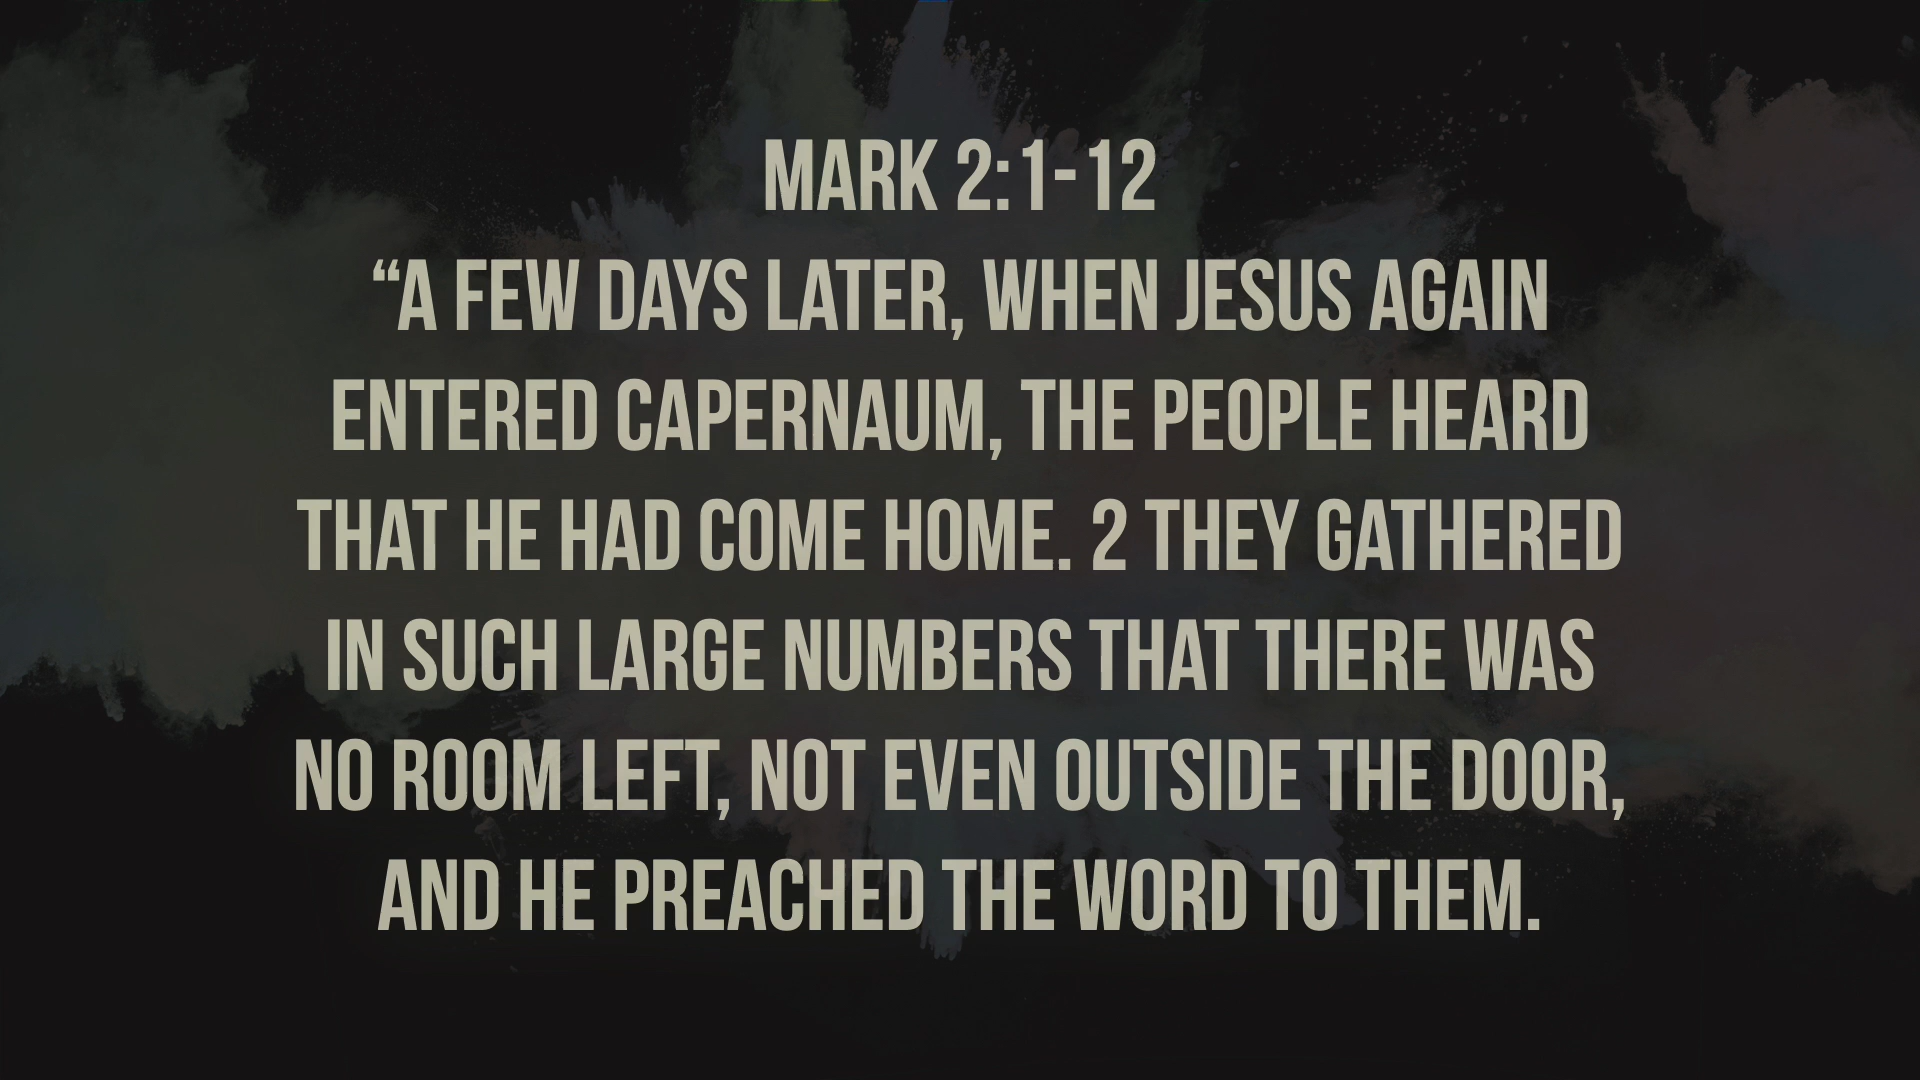 MARK 2:1-12
“A FEW DAYS LATER, WHEN JESUS AGAIN
ENTERED CAPERNAUM, THE PEOPLE HEARD
THAT HE HAD COME HOME. 2 THEY GATHERED
IN SUCH LARGE NUMBERS THAT THERE WAS
NO ROOM LEFT, NOT EVEN OUTSIDE THE DOOR,
AND HE PREACHED THE WORD TO THEM.